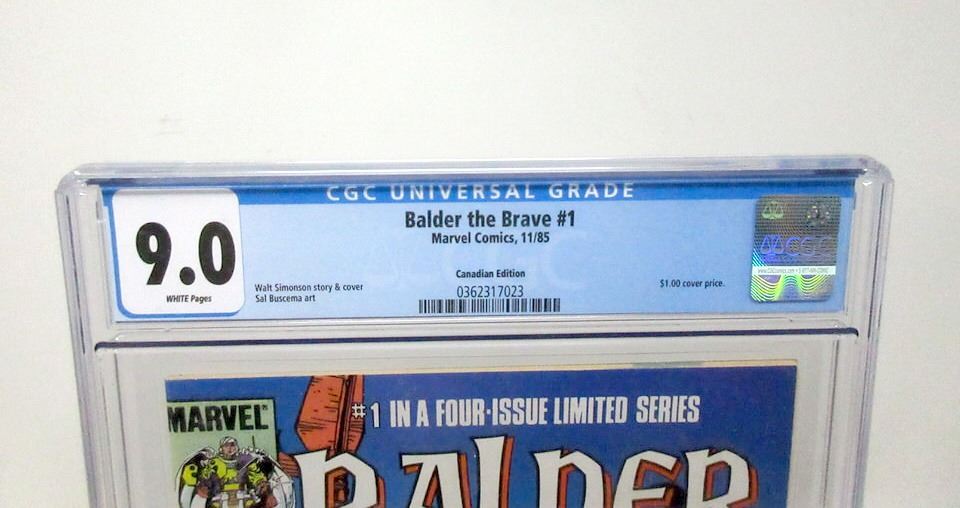 CGC UNIVERSAL GRADE
9.0
WHITE Pages
Balder the Brave #1
Marvel Comics, 11/85
Canadian Edition
Walt Simonson story & cover
Sal Buscema art
0362317023
$1.00 cover price.
CGC
MARVEL
#1 IN A FOUR-ISSUE LIMITED SERIES
BALDER